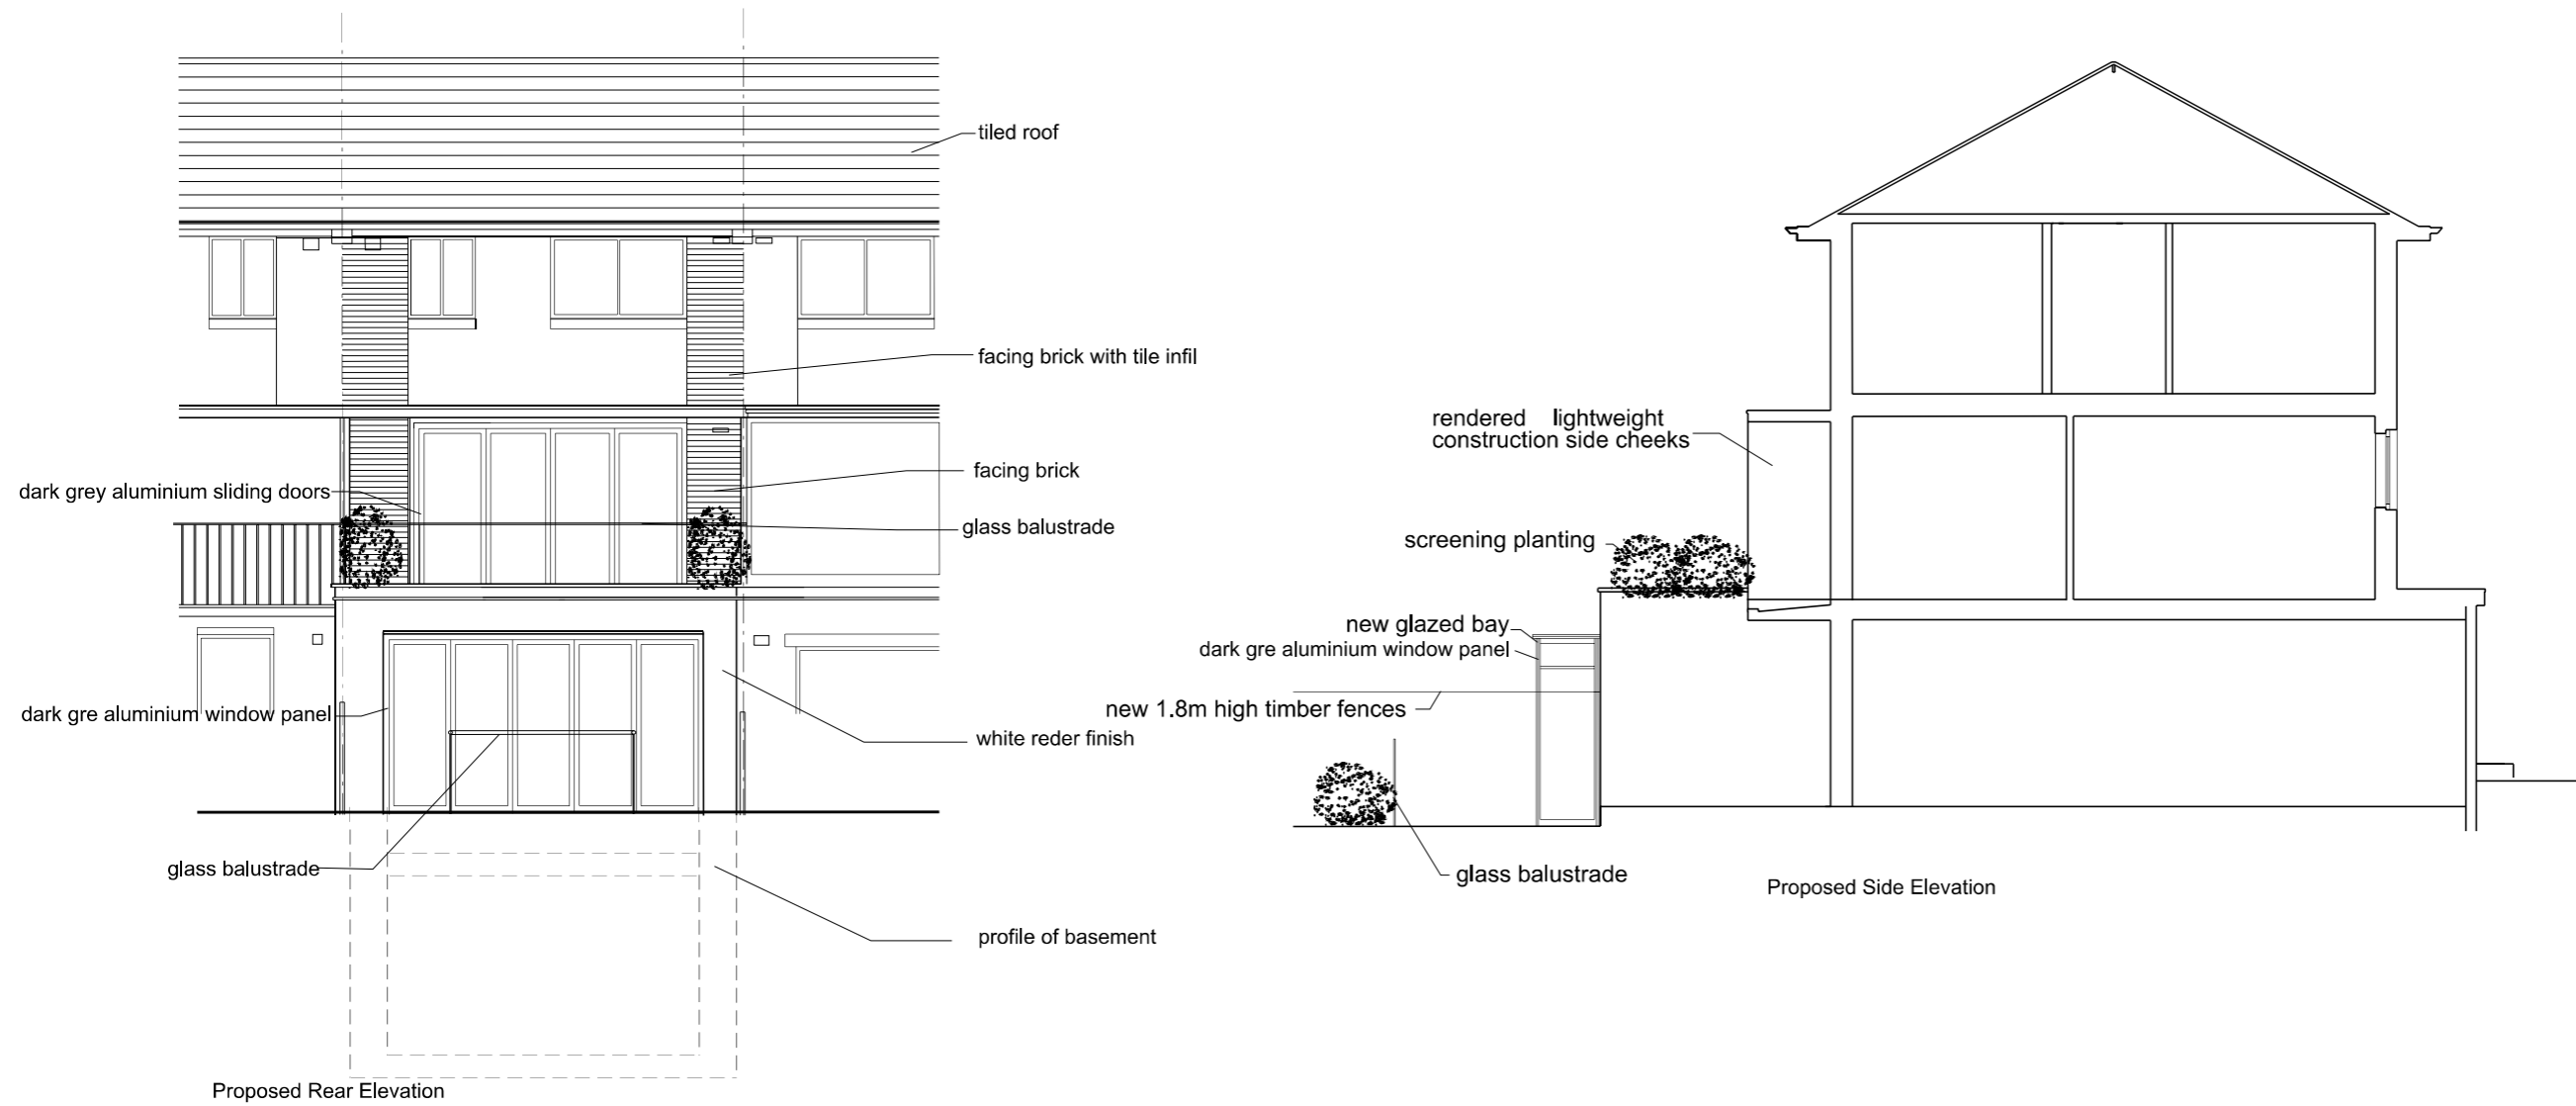 tiled roof
facing brick with tile infil
facing brick
dark grey aluminium sliding doors
glass balustrade
dark gre aluminium window panel
white reder finish
glass balustrade
profile of basement
Proposed Rear Elevation
rendered lightweight
construction side cheeks
screening planting
new glazed bay
dark gre aluminium window panel
new 1.8m high timber fences
glass balustrade
Proposed Side Elevation